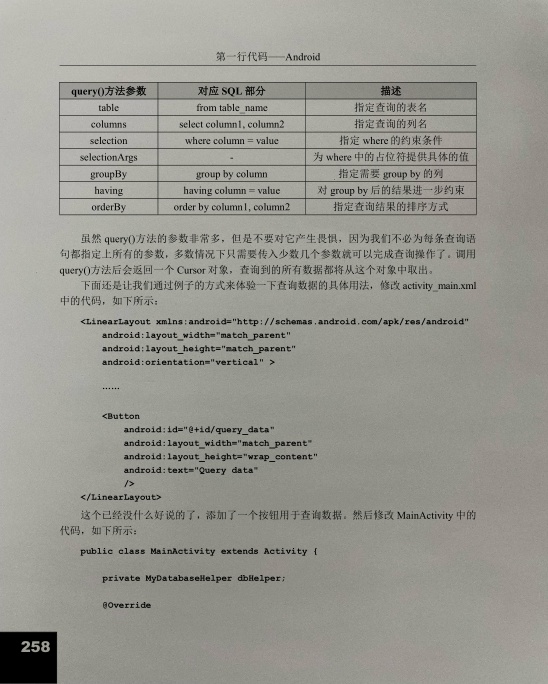 第一行代码——Android
query()方法参数 对应 SQL 部分 描述
table from table_name 指定查询的表名
columns select column1, column2 指定查询的列名
selection where column = value 指定 where 的约束条件
selectionArgs - 为 where 中的占位符提供具体的值
groupBy group by column 指定需要 group by 的列
having having column = value 对 group by 后的结果进一步约束
orderBy order by column1, column2 指定查询结果的排序方式
虽然 query()方法的参数非常多，但是不要对它产生畏惧，因为我们不必为每条查询语
句都指定上所有的参数，多数情况下只需要传入少数几个参数就可以完成查询操作了。调用
query()方法后会返回一个 Cursor 对象，查询到的所有数据都将从这个对象中取出。
下面还是让我们通过例子的方式来体验一下查询数据的具体用法，修改 activity_main.xml
中的代码，如下所示：
<LinearLayout xmlns:android="http://schemas.android.com/apk/res/android"
android:layout_width="match_parent"
android:layout_height="match_parent"
android:orientation="vertical" >
……
<Button
android:id="@+id/query_data"
android:layout_width="match_parent"
android:layout_height="wrap_content"
android:text="Query data"
/>
</LinearLayout>
这个已经没什么好说的了，添加了一个按钮用于查询数据。然后修改 MainActivity 中的
代码，如下所示：
public class MainActivity extends Activity {
private MyDatabaseHelper dbHelper;
@Override
258